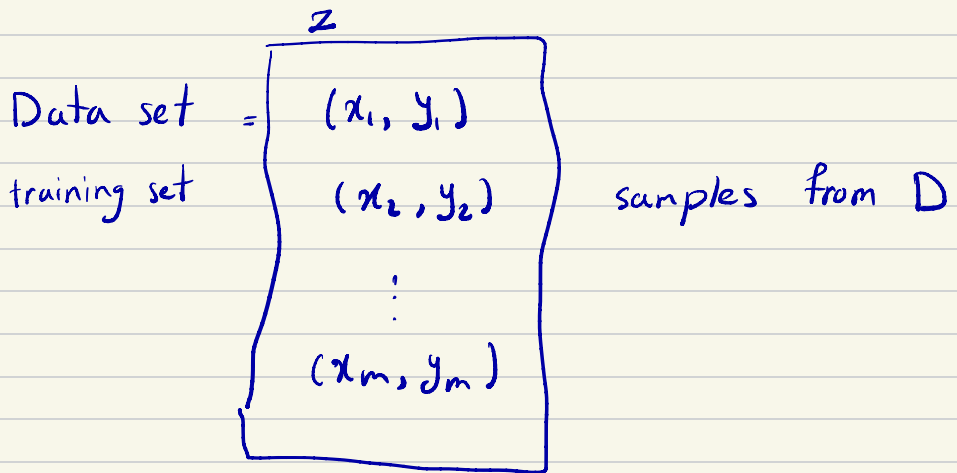 Z
Data set = (x₁, y₁)
training set (x₂, y₂) samples from D
⋮
(xₘ, yₘ)